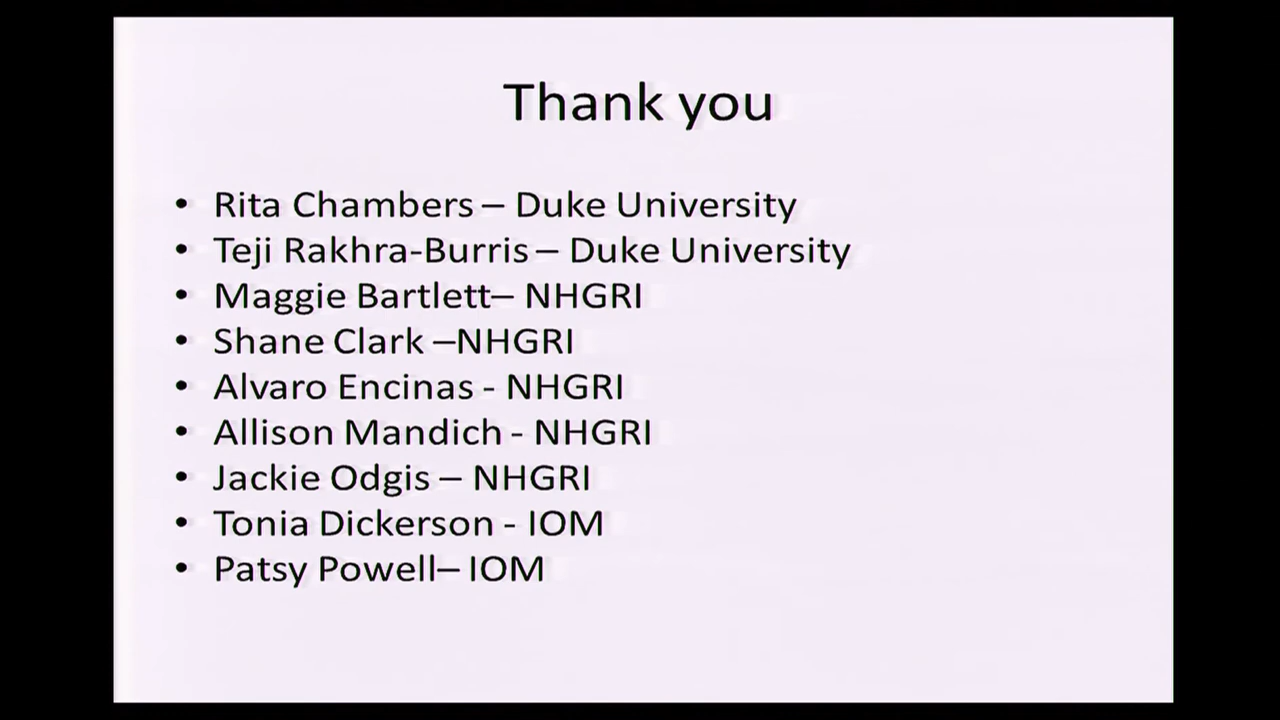 Thank you
• Rita Chambers – Duke University
• Teji Rakhra-Burris – Duke University
• Maggie Bartlett– NHGRI
• Shane Clark –NHGRI
• Alvaro Encinas - NHGRI
• Allison Mandich - NHGRI
• Jackie Odgis – NHGRI
• Tonia Dickerson - IOM
• Patsy Powell– IOM